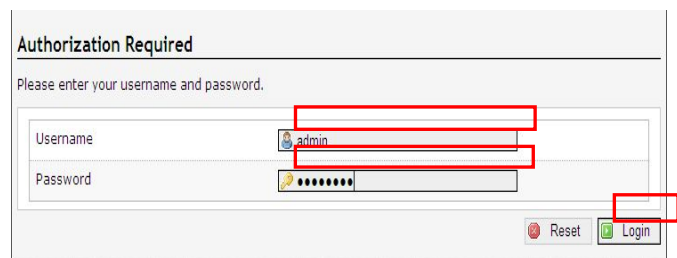 Authorization Required
Please enter your username and password.
Username admin
Password ••••••••
Reset Login